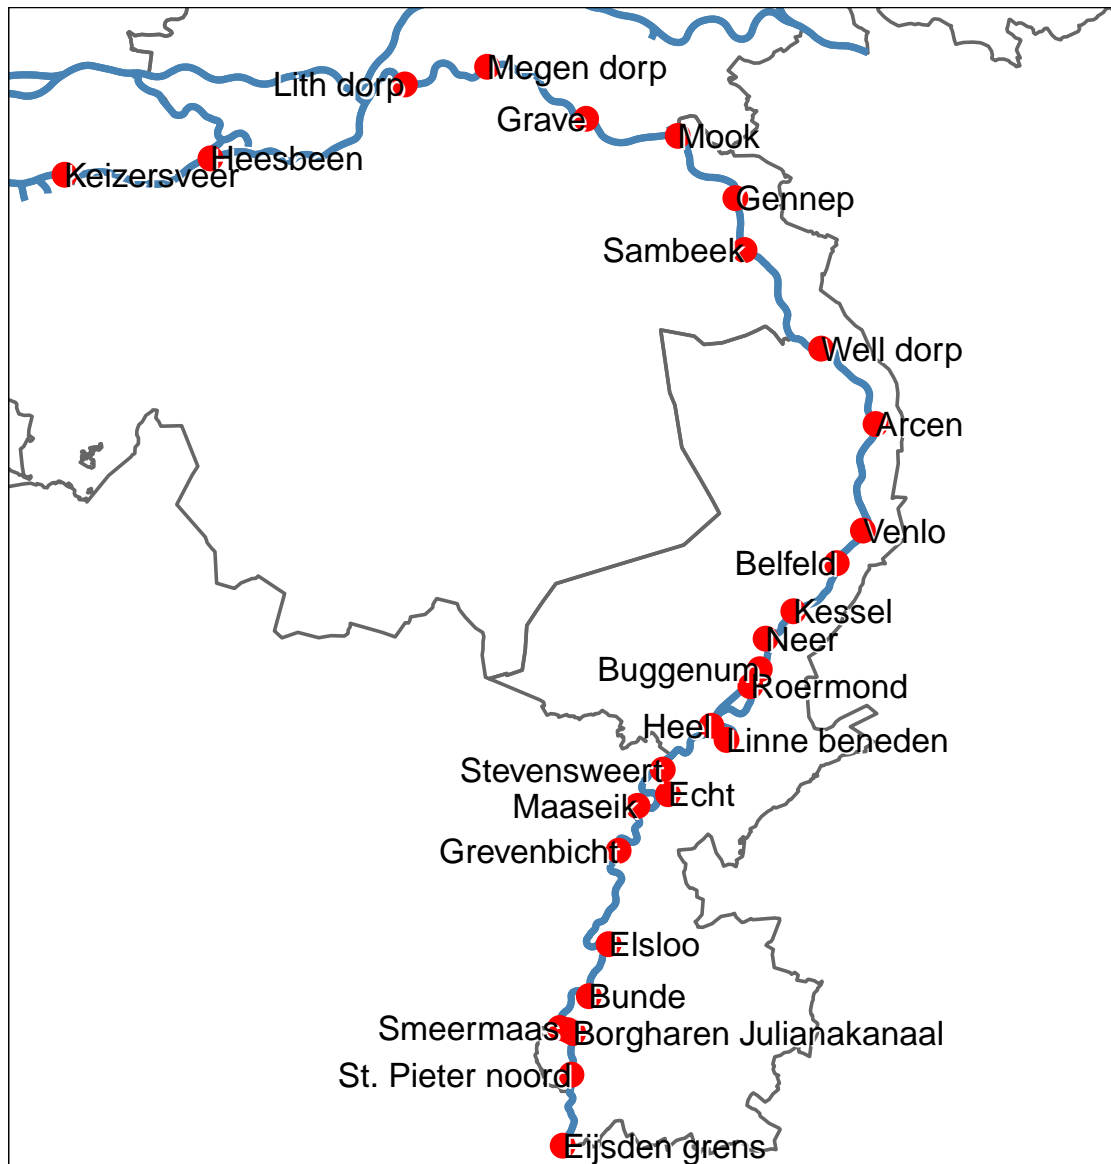 Megen dorp
Lith dorp
Grave
Mook
Heesbeen
Keizersveer
Gennep
Sambeek
Well dorp
Arcen
Venlo
Belfeld
Kessel
Neer
Buggenum
Roermond
Heel
Linne beneden
Stevensweert
Echt
Maaseik
Grevenbicht
Elsloo
Bunde
Smeermaas
Borgharen Julianakanaal
St. Pieter noord
Eijsden grens